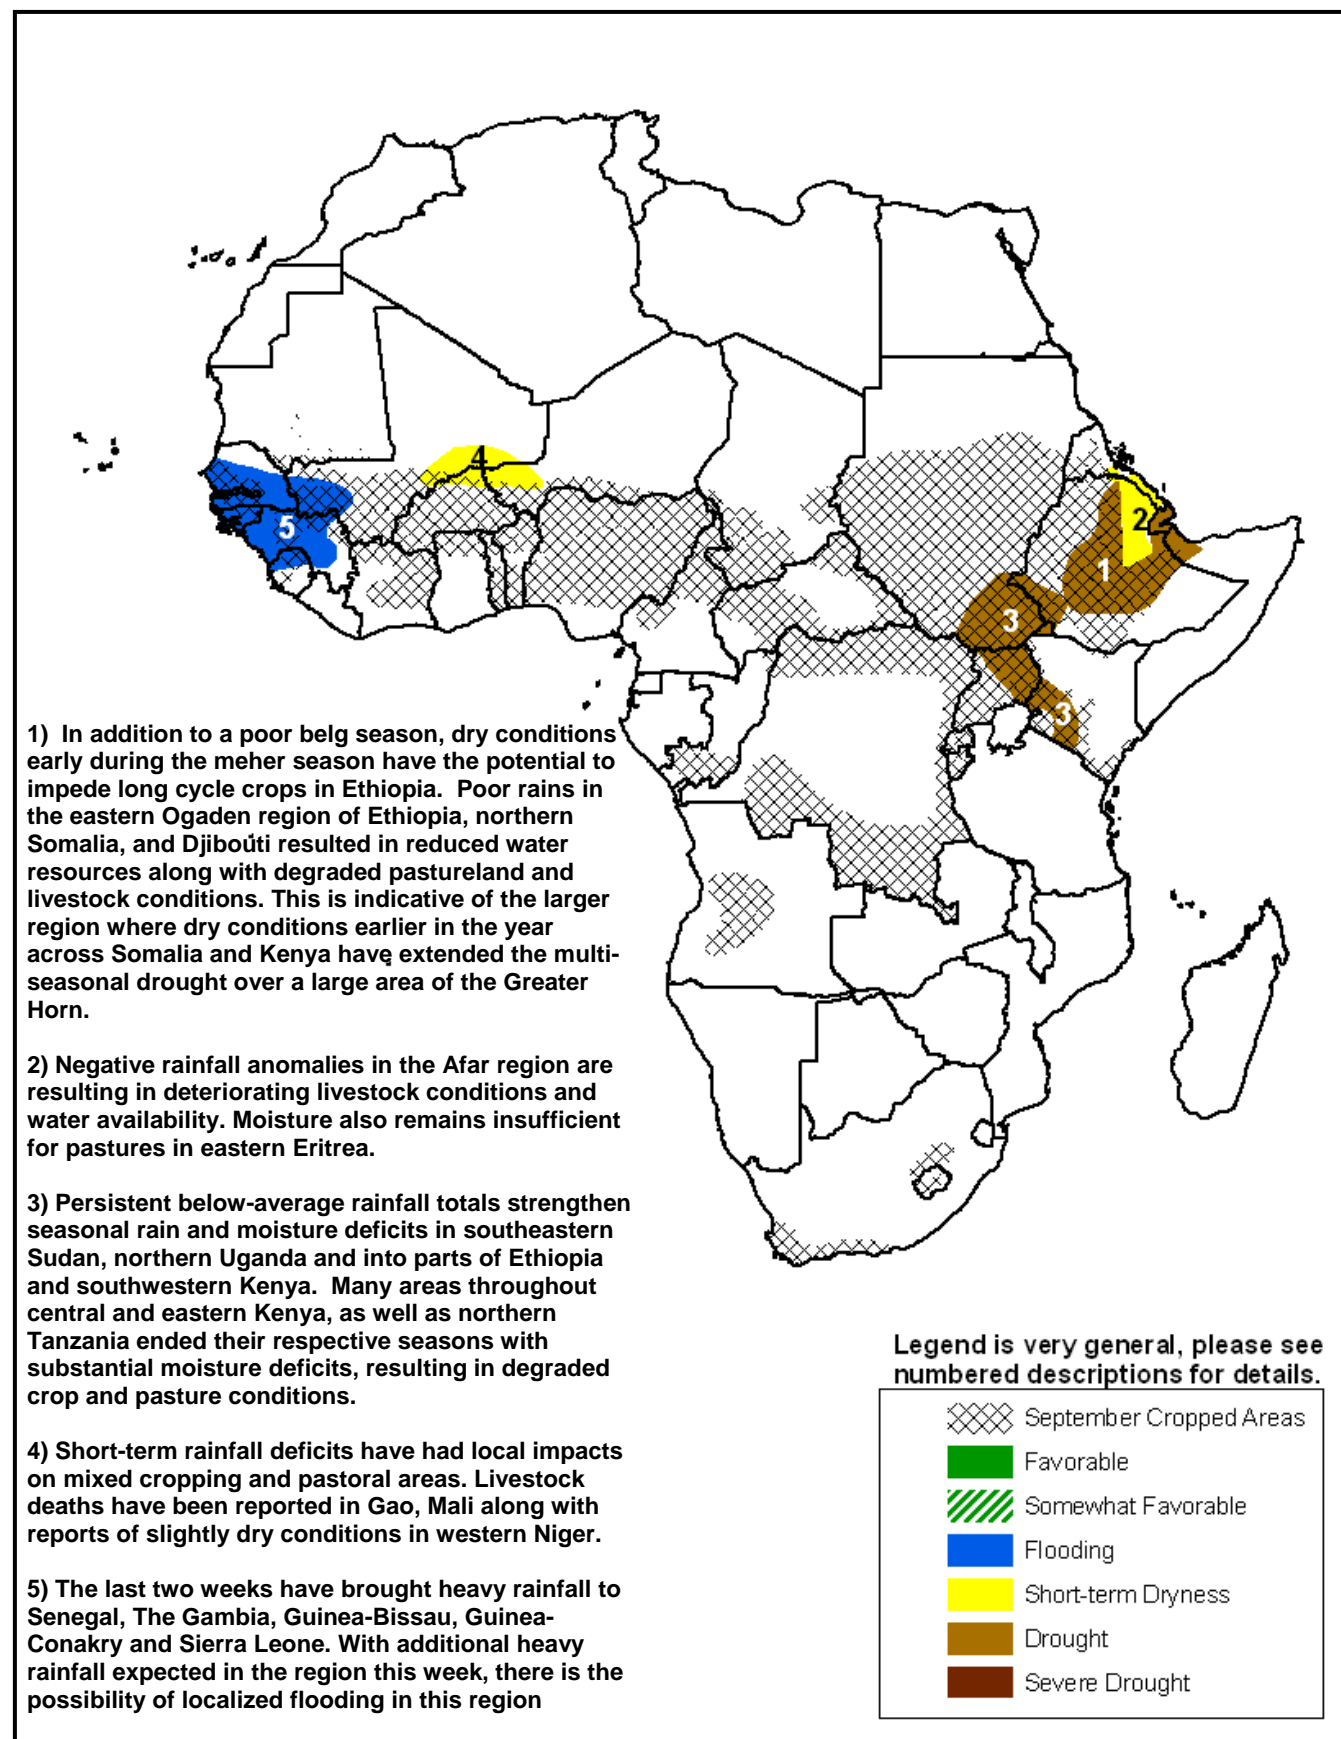 4
5
2
1
3
3
1) In addition to a poor belg season, dry conditions
early during the meher season have the potential to
impede long cycle crops in Ethiopia. Poor rains in
the eastern Ogaden region of Ethiopia, northern
Somalia, and Djibouti resulted in reduced water
resources along with degraded pastureland and
livestock conditions. This is indicative of the larger
region where dry conditions earlier in the year
across Somalia and Kenya have extended the multi-
seasonal drought over a large area of the Greater
Horn.
2) Negative rainfall anomalies in the Afar region are
resulting in deteriorating livestock conditions and
water availability. Moisture also remains insufficient
for pastures in eastern Eritrea.
3) Persistent below-average rainfall totals strengthen
seasonal rain and moisture deficits in southeastern
Sudan, northern Uganda and into parts of Ethiopia
and southwestern Kenya. Many areas throughout
central and eastern Kenya, as well as northern
Tanzania ended their respective seasons with
substantial moisture deficits, resulting in degraded
crop and pasture conditions.
4) Short-term rainfall deficits have had local impacts
on mixed cropping and pastoral areas. Livestock
deaths have been reported in Gao, Mali along with
reports of slightly dry conditions in western Niger.
5) The last two weeks have brought heavy rainfall to
Senegal, The Gambia, Guinea-Bissau, Guinea-
Conakry and Sierra Leone. With additional heavy
rainfall expected in the region this week, there is the
possibility of localized flooding in this region
Legend is very general, please see
numbered descriptions for details.
September Cropped Areas
Favorable
Somewhat Favorable
Flooding
Short-term Dryness
Drought
Severe Drought